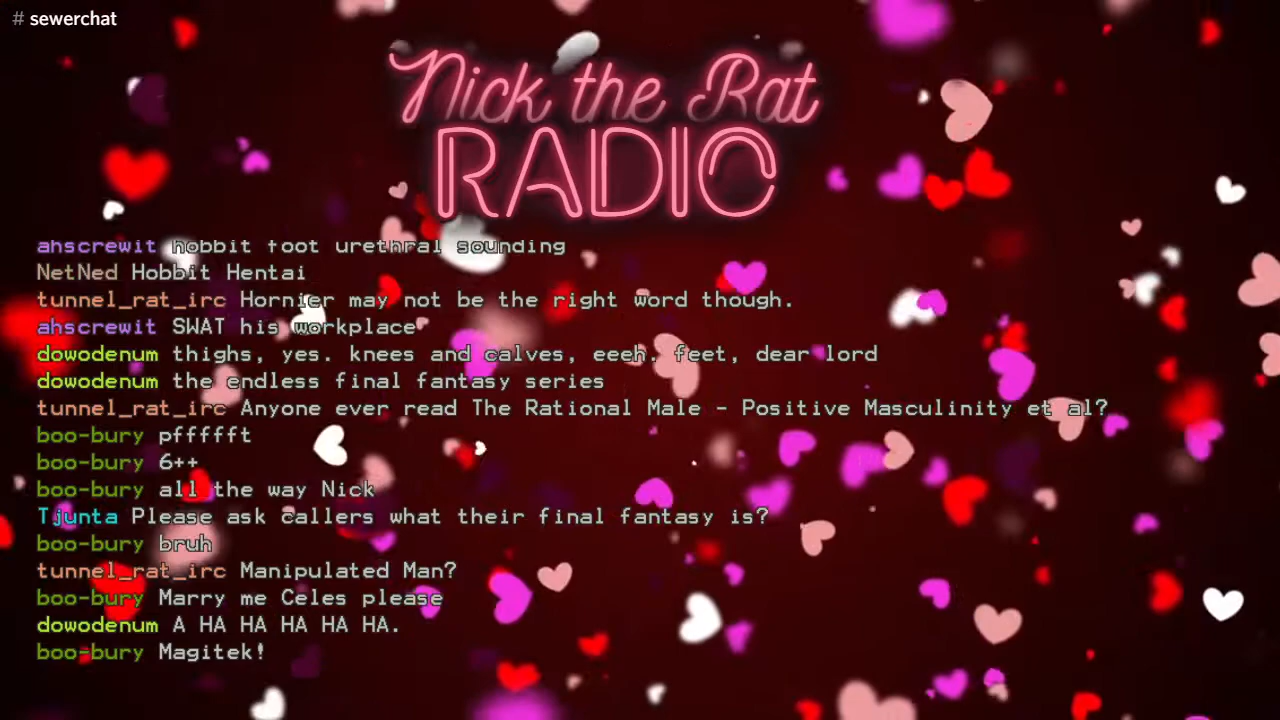 # sewerchat
Nick the Rat
RADIO
ahscrewit hobbit foot urethral sounding
NetNed Hobbit Hentai
tunnel_rat_irc Hornier may not be the right word though.
ahscrewit SWAT his workplace
dowodenum thighs, yes. knees and calves, eeeh. feet, dear lord
dowodenum the endless final fantasy series
tunnel_rat_irc Anyone ever read The Rational Male - Positive Masculinity et al?
boo-bury pffffft
boo-bury 6++
boo-bury all the way Nick
Tjunta Please ask callers what their final fantasy is?
boo-bury bruh
tunnel_rat_irc Manipulated Man?
boo-bury Marry me Celes please
dowodenum A HA HA HA HA HA.
boo-bury Magitek!